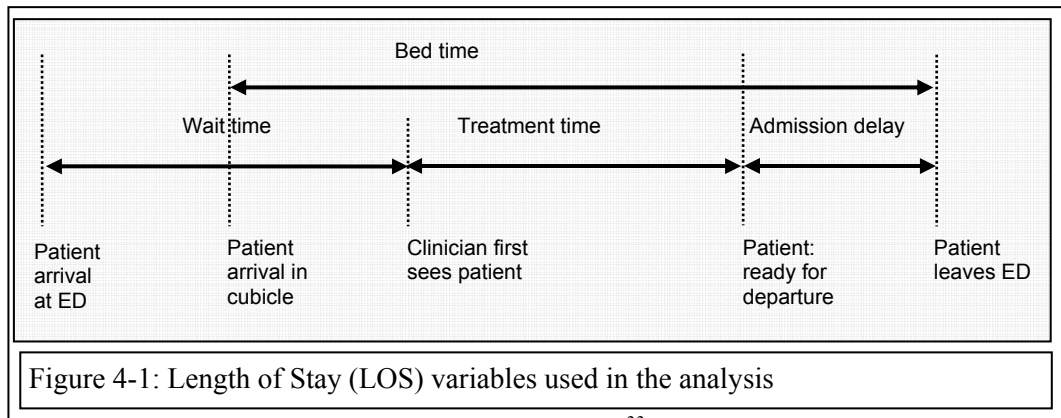 Bed time
Wait time
Treatment time
Admission delay
Patient
arrival
at ED
Patient
arrival in
cubicle
Clinician first
sees patient
Patient:
ready for
departure
Patient
leaves ED
Figure 4-1: Length of Stay (LOS) variables used in the analysis